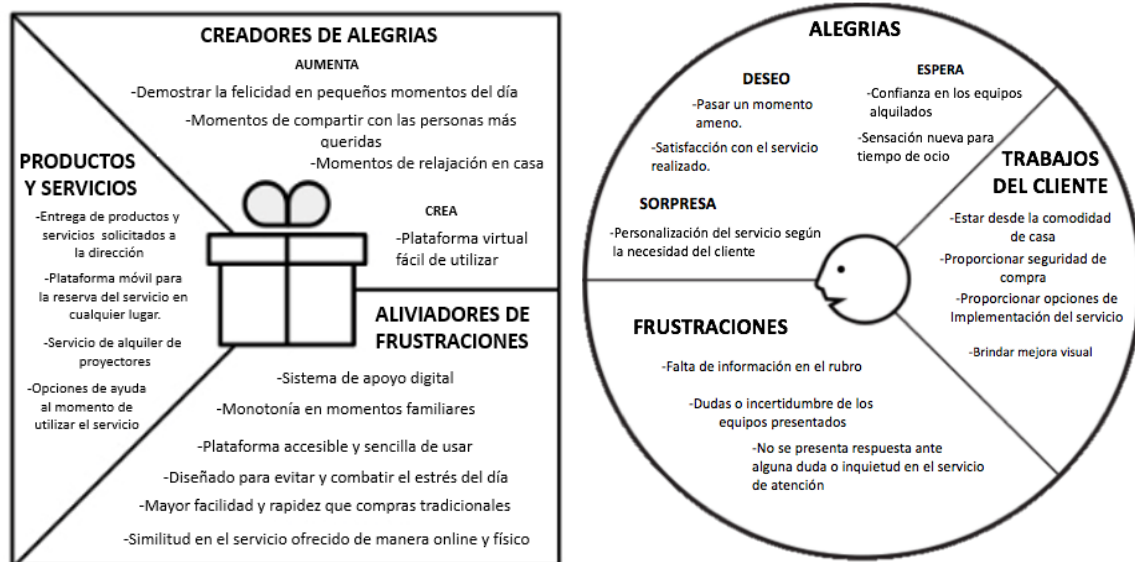 CREADORES DE ALEGRIAS
AUMENTA
-Demostrar la felicidad en pequeños momentos del día
-Momentos de compartir con las personas más
queridas
-Momentos de relajación en casa
CREA
-Plataforma virtual
fácil de utilizar
PRODUCTOS
Y SERVICIOS
-Entrega de productos y
servicios solicitados a
la dirección
-Plataforma móvil para
la reserva del servicio en
cualquier lugar.
-Servicio de alquiler de
proyectores
-Opciones de ayuda
al momento de
utilizar el servicio
ALIVIADORES DE
FRUSTRACIONES
-Sistema de apoyo digital
-Monotonía en momentos familiares
-Plataforma accesible y sencilla de usar
-Diseñado para evitar y combatir el estrés del día
-Mayor facilidad y rapidez que compras tradicionales
-Similitud en el servicio ofrecido de manera online y físico
ALEGRIAS
DESEO
-Pasar un momento
ameno.
-Satisfacción con el servicio
realizado.
ESPERA
-Confianza en los equipos
alquilados
-Sensación nueva para
tiempo de ocio
SORPRESA
-Personalización del servicio según
la necesidad del cliente
TRABAJOS
DEL CLIENTE
-Estar desde la comodidad
de casa
-Proporcionar seguridad de
compra
-Proporcionar opciones de
Implementación del servicio
-Brindar mejora visual
FRUSTRACIONES
-Falta de información en el rubro
-Dudas o incertidumbre de los
equipos presentados
-No se presenta respuesta ante
alguna duda o inquietud en el servicio
de atención